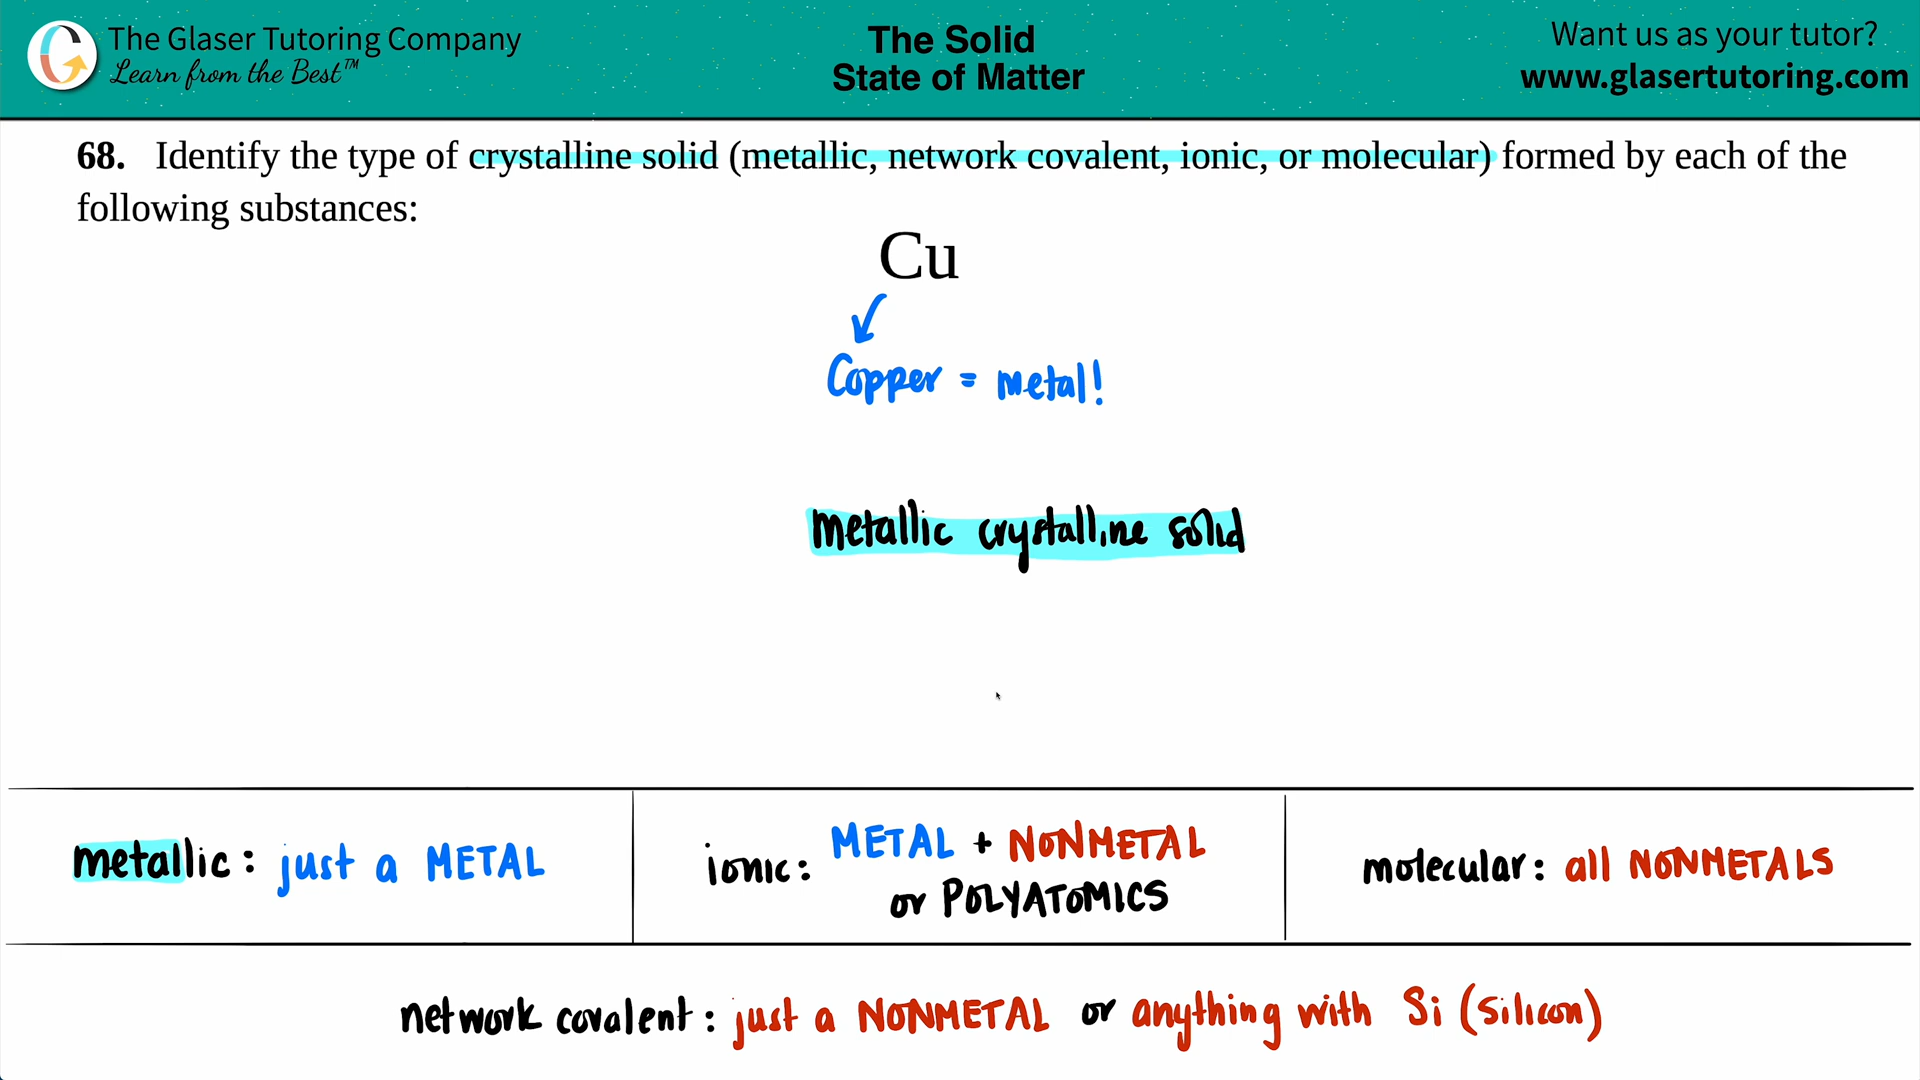 The Glaser Tutoring Company
Learn from the Best™
The Solid
State of Matter
Want us as your tutor?
www.glasertutoring.com
68. Identify the type of crystalline solid (metallic, network covalent, ionic, or molecular) formed by each of the
following substances:
Cu
Copper = metal!
metallic crystalline solid
metallic: just a METAL
ionic: METAL + NONMETAL
or POLYATOMICS
molecular: all NONMETALS
network covalent: just a NONMETAL or anything with Si (Silicon)